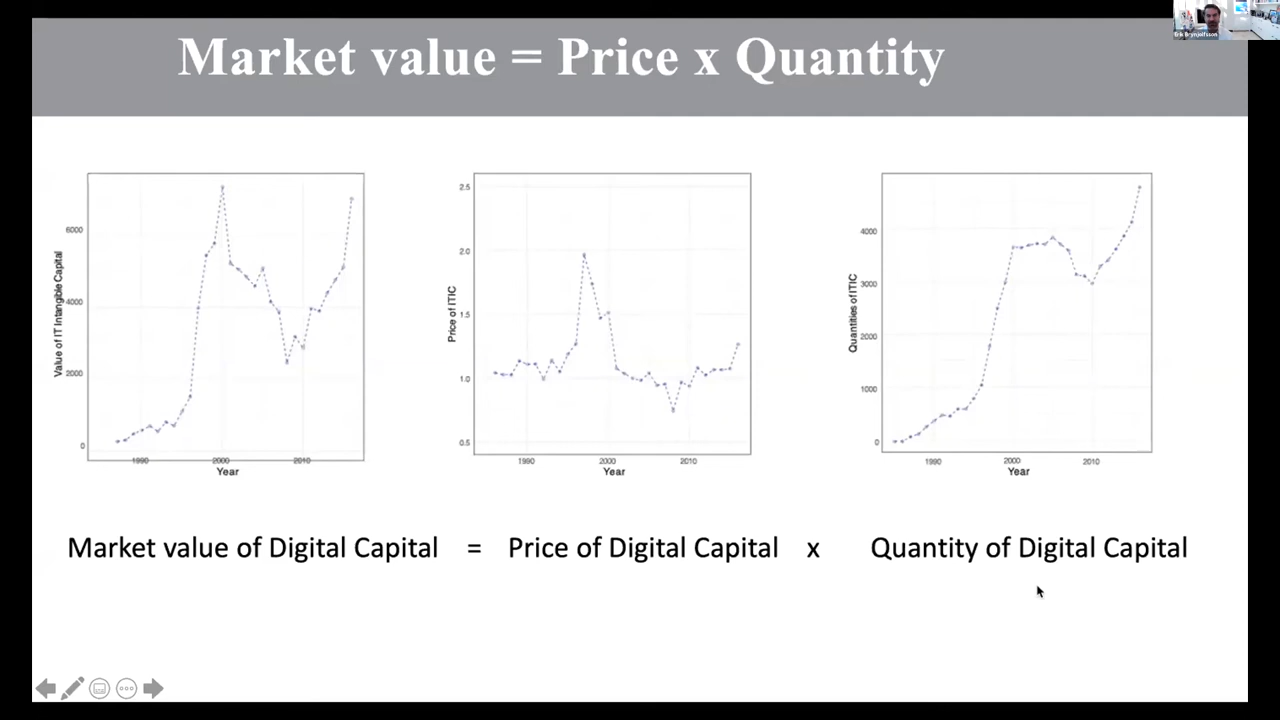 Market value = Price x Quantity
Erik Brynjolfsson
Value of IT Intangible Capital
6000
4000
2000
0
1990
2000
2010
Year
Price of ITIC
2.5
2.0
1.5
1.0
0.5
1990
2000
2010
Year
Quantities of ITIC
4000
3000
2000
1000
0
1990
2000
2010
Year
Market value of Digital Capital = Price of Digital Capital x Quantity of Digital Capital